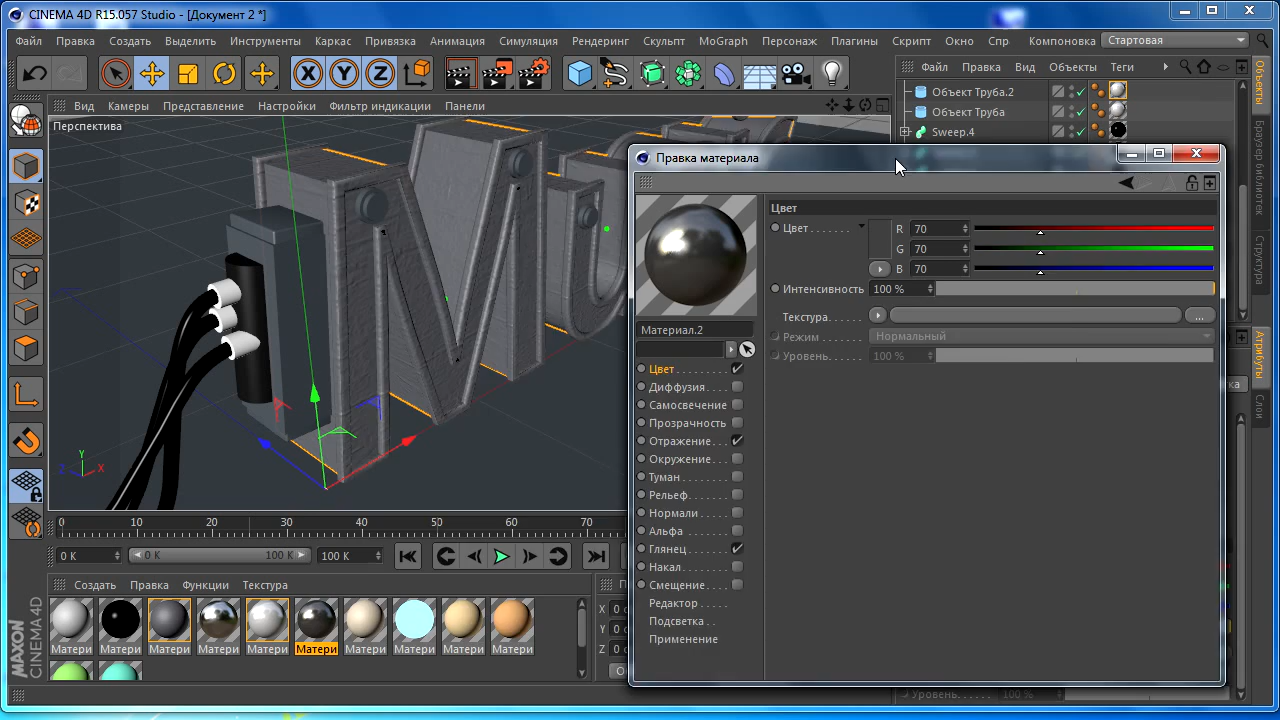 CINEMA 4D R15.057 Studio - [Документ 2 *]
Файл Правка Создать Выделить Инструменты Каркас Привязка Анимация Симуляция Рендеринг Скульпт MoGraph Персонаж Плагины Скрипт Окно Спр Компоновка Стартовая
Файл Правка Вид Объекты Теги
Вид Камеры Представление Настройки Фильтр индикации Панели
Перспектива
Объект Труба.2
Объект Труба
Sweep.4
Объекты
Браузер библиотек
Структура
Атрибуты
Слои
Правка материала
Цвет
Цвет . . . . . . .
R 70
G 70
B 70
Интенсивность 100 %
Текстура. . . . . .
...
Режим . . . . . . . Нормальный
Уровень. . . . . . 100 %
Материал.2
Цвет. . . . . . . . .
Диффузия. . . . .
Самосвечение
Прозрачность
Отражение. . . .
Окружение. . . .
Туман . . . . . . . .
Рельеф. . . . . . .
Нормали . . . . .
Альфа . . . . . . .
Глянец . . . . . . .
Накал. . . . . . . .
Смещение. . . . .
Редактор . . . . .
Подсветка . .
Применение
Y
X
Z
0 10 20 30 40 50 60 70
0 K
0 K 100 K
100 K
Создать Правка Функции Текстура
Матери Матери Матери Матери Матери Матери Матери Матери Матери Матери
X
Y
Z
MAXON
CINEMA 4D
Уровень. . . . . 100 %